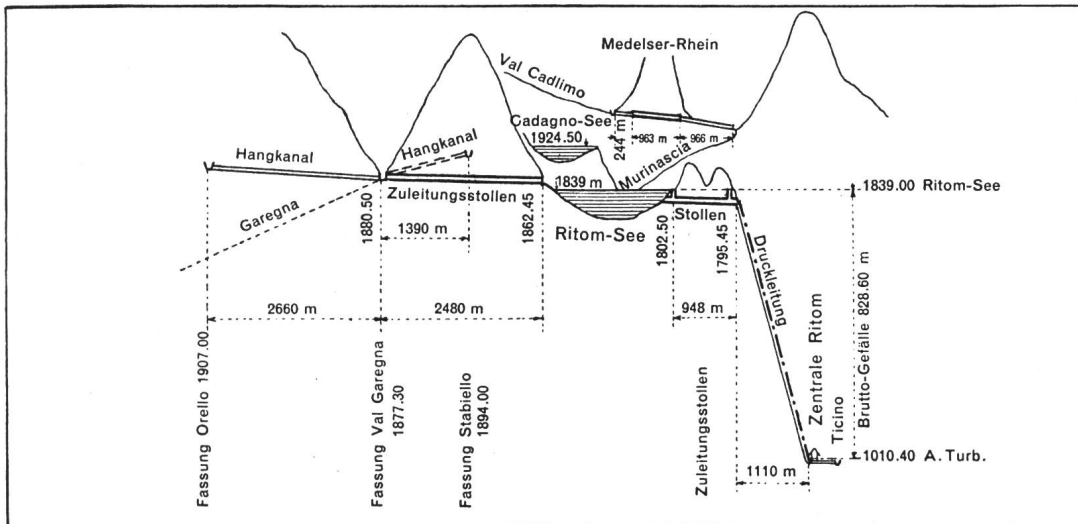 Medelser-Rhein
Val Cadlimo
Cadagno-See
1924.50
244 m
963 m
966 m
Murinascia
Hangkanal
Hangkanal
1839 m
1839.00 Ritom-See
Zuleitungsstollen
Stollen
Garegna
1880.50
1390 m
1862.45
Ritom-See
1802.50
1795.45
Druckleitung
2660 m
2480 m
948 m
Brutto-Gefälle 828.60 m
Zentrale Ritom
Ticino
Fassung Orello 1907.00
Fassung Val Garegna
1877.30
Fassung Stabiello
1894.00
Zuleitungsstollen
1010.40 A. Turb.
1110 m